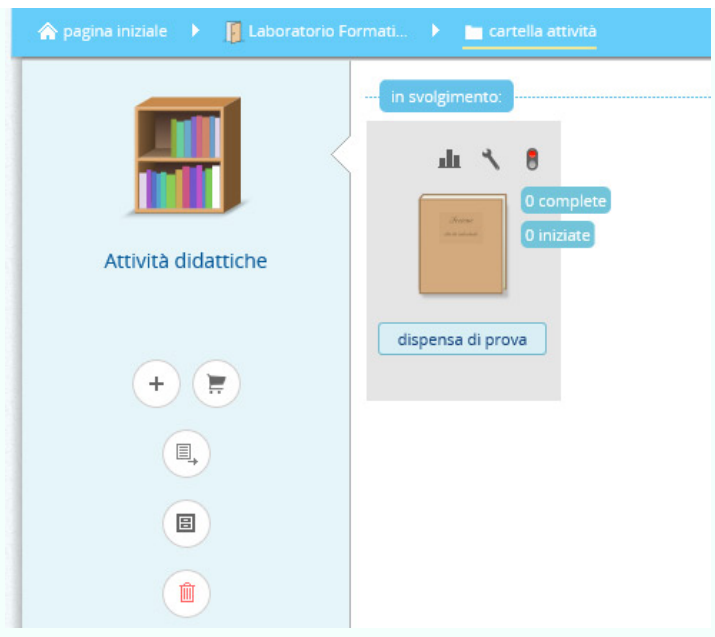 pagina iniziale
Laboratorio Formati...
cartella attività
in svolgimento:
0 complete
0 iniziate
Attività didattiche
dispensa di prova